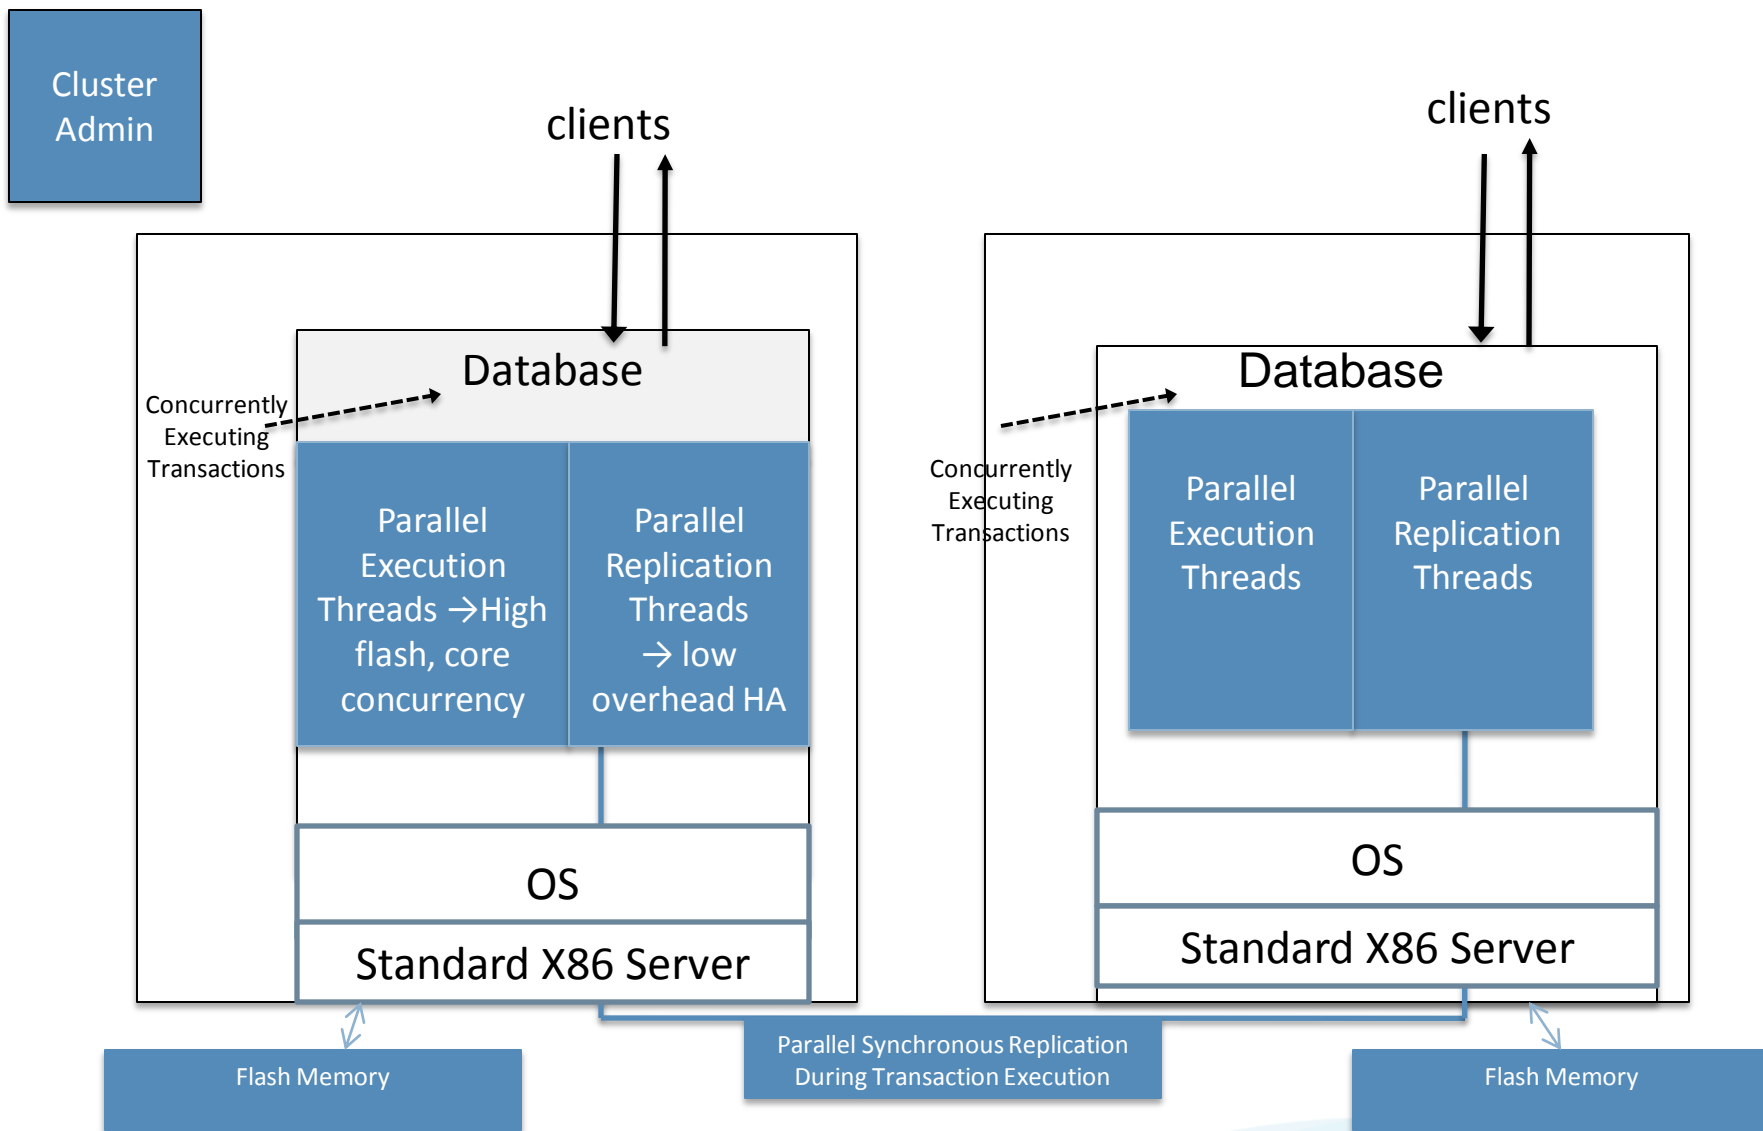 Cluster
Admin
clients
clients
Database
Database
Concurrently
Executing
Transactions
Concurrently
Executing
Transactions
Parallel
Execution
Threads →High
flash, core
concurrency
Parallel
Replication
Threads
→ low
overhead HA
Parallel
Execution
Threads
Parallel
Replication
Threads
OS
OS
Standard X86 Server
Standard X86 Server
Flash Memory
Parallel Synchronous Replication
During Transaction Execution
Flash Memory